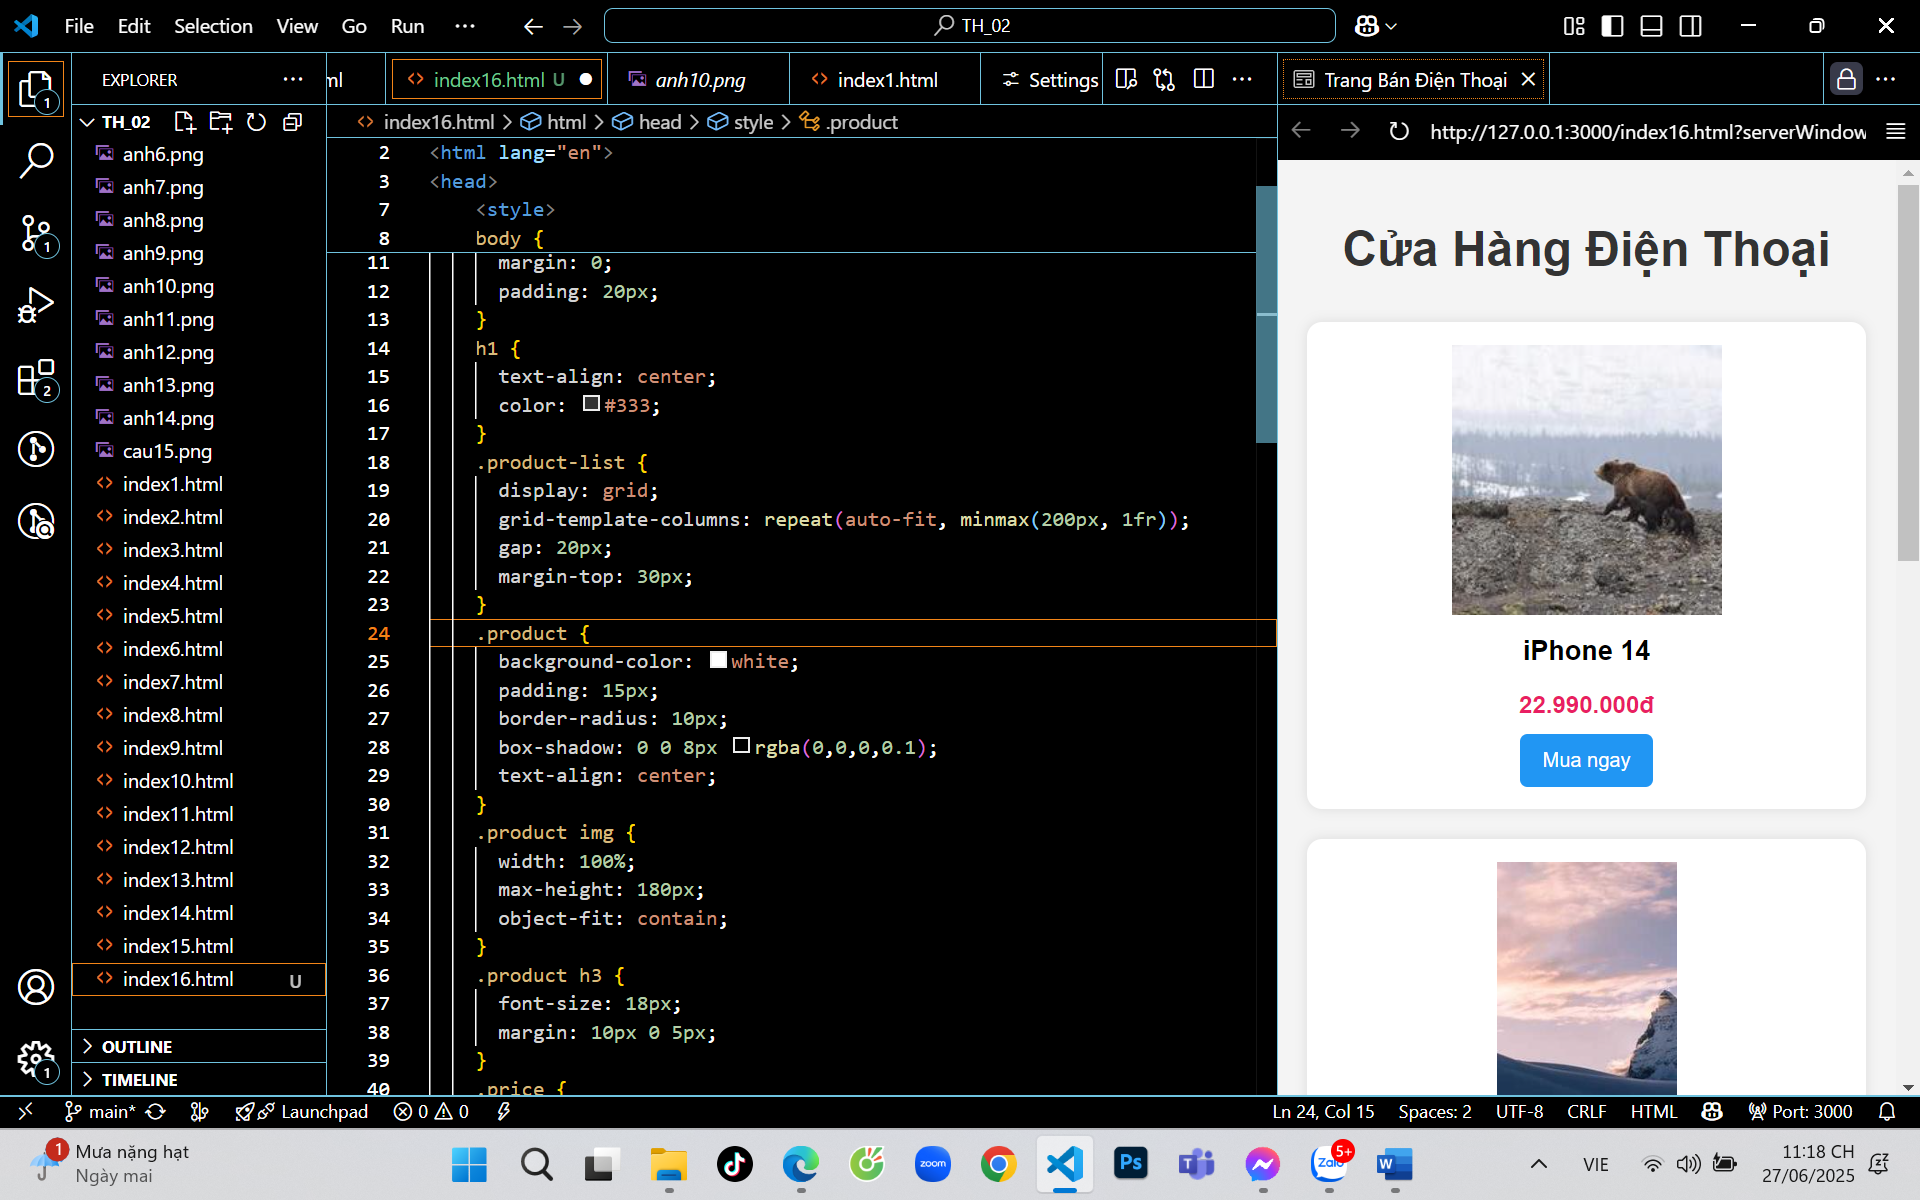 File Edit Selection View Go Run ··· TH_02
EXPLORER ···
TH_02
anh6.png
anh7.png
anh8.png
anh9.png
anh10.png
anh11.png
anh12.png
anh13.png
anh14.png
cau15.png
index1.html
index2.html
index3.html
index4.html
index5.html
index6.html
index7.html
index8.html
index9.html
index10.html
index11.html
index12.html
index13.html
index14.html
index15.html
index16.html U
OUTLINE
TIMELINE
1
1
2
1
ml index16.html U anh10.png index1.html Settings ···
index16.html > html > head > style > .product
2 <html lang="en">
3 <head>
7 <style>
8 body {
11 margin: 0;
12 padding: 20px;
13 }
14 h1 {
15 text-align: center;
16 color: #333;
17 }
18 .product-list {
19 display: grid;
20 grid-template-columns: repeat(auto-fit, minmax(200px, 1fr));
21 gap: 20px;
22 margin-top: 30px;
23 }
24 .product {
25 background-color: white;
26 padding: 15px;
27 border-radius: 10px;
28 box-shadow: 0 0 8px rgba(0,0,0,0.1);
29 text-align: center;
30 }
31 .product img {
32 width: 100%;
33 max-height: 180px;
34 object-fit: contain;
35 }
36 .product h3 {
37 font-size: 18px;
38 margin: 10px 0 5px;
39 }
40 .price {
Trang Bán Điện Thoại ···
http://127.0.0.1:3000/index16.html?serverWindow
Cửa Hàng Điện Thoại
iPhone 14
22.990.000đ
Mua ngay
main* Launchpad 0 0 Ln 24, Col 15 Spaces: 2 UTF-8 CRLF HTML Port: 3000
1 Mưa nặng hạt
Ngày mai
zoom
Ps
T
Zalo 5+
W
VIE
11:18 CH
27/06/2025